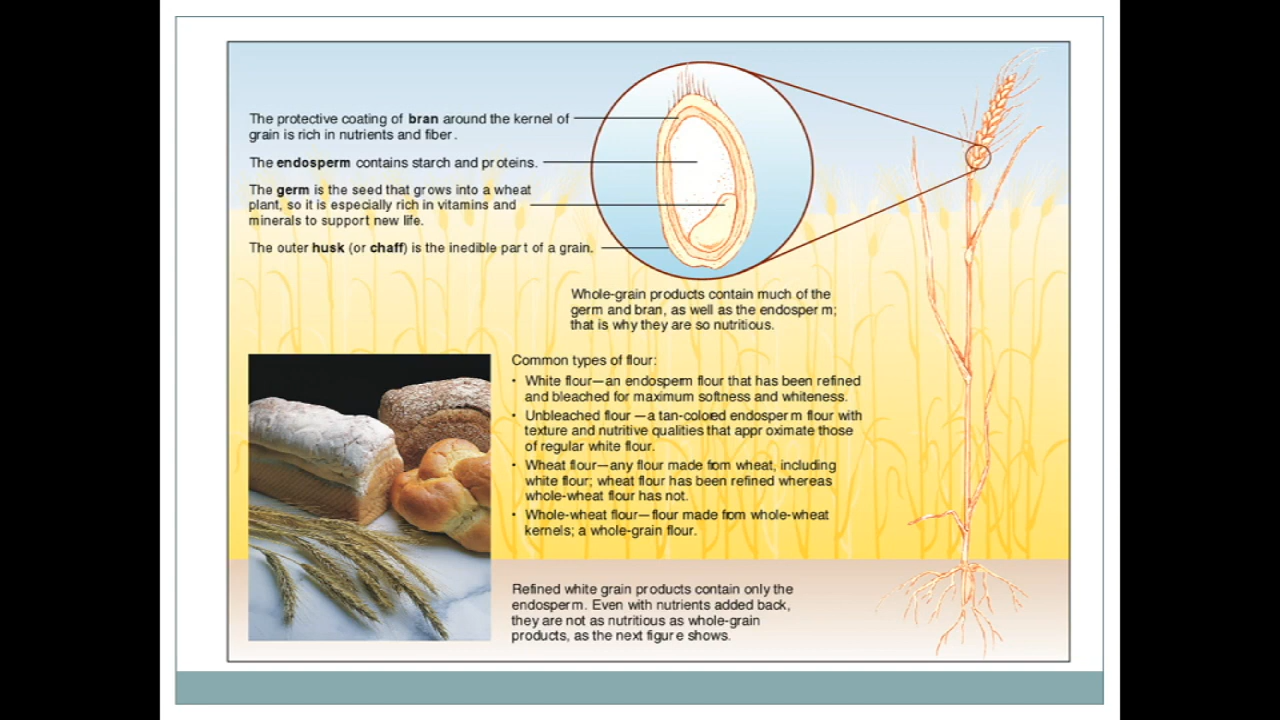 The protective coating of bran around the kernel of
grain is rich in nutrients and fiber.
The endosperm contains starch and proteins.
The germ is the seed that grows into a wheat
plant, so it is especially rich in vitamins and
minerals to support new life.
The outer husk (or chaff) is the inedible part of a grain.
Whole-grain products contain much of the
germ and bran, as well as the endosperm;
that is why they are so nutritious.
Common types of flour:
• White flour—an endosperm flour that has been refined
and bleached for maximum softness and whiteness.
• Unbleached flour—a tan-colored endosperm flour with
texture and nutritive qualities that approximate those
of regular white flour.
• Wheat flour—any flour made from wheat, including
white flour; wheat flour has been refined whereas
whole-wheat flour has not.
• Whole-wheat flour—flour made from whole-wheat
kernels; a whole-grain flour.
Refined white grain products contain only the
endosperm. Even with nutrients added back,
they are not as nutritious as whole-grain
products, as the next figure shows.